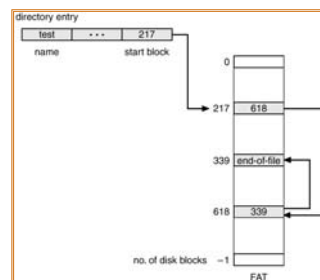 directory entry
test ••• 217
name start block
0
217 618
339 end-of-file
618 339
no. of disk blocks –1
FAT